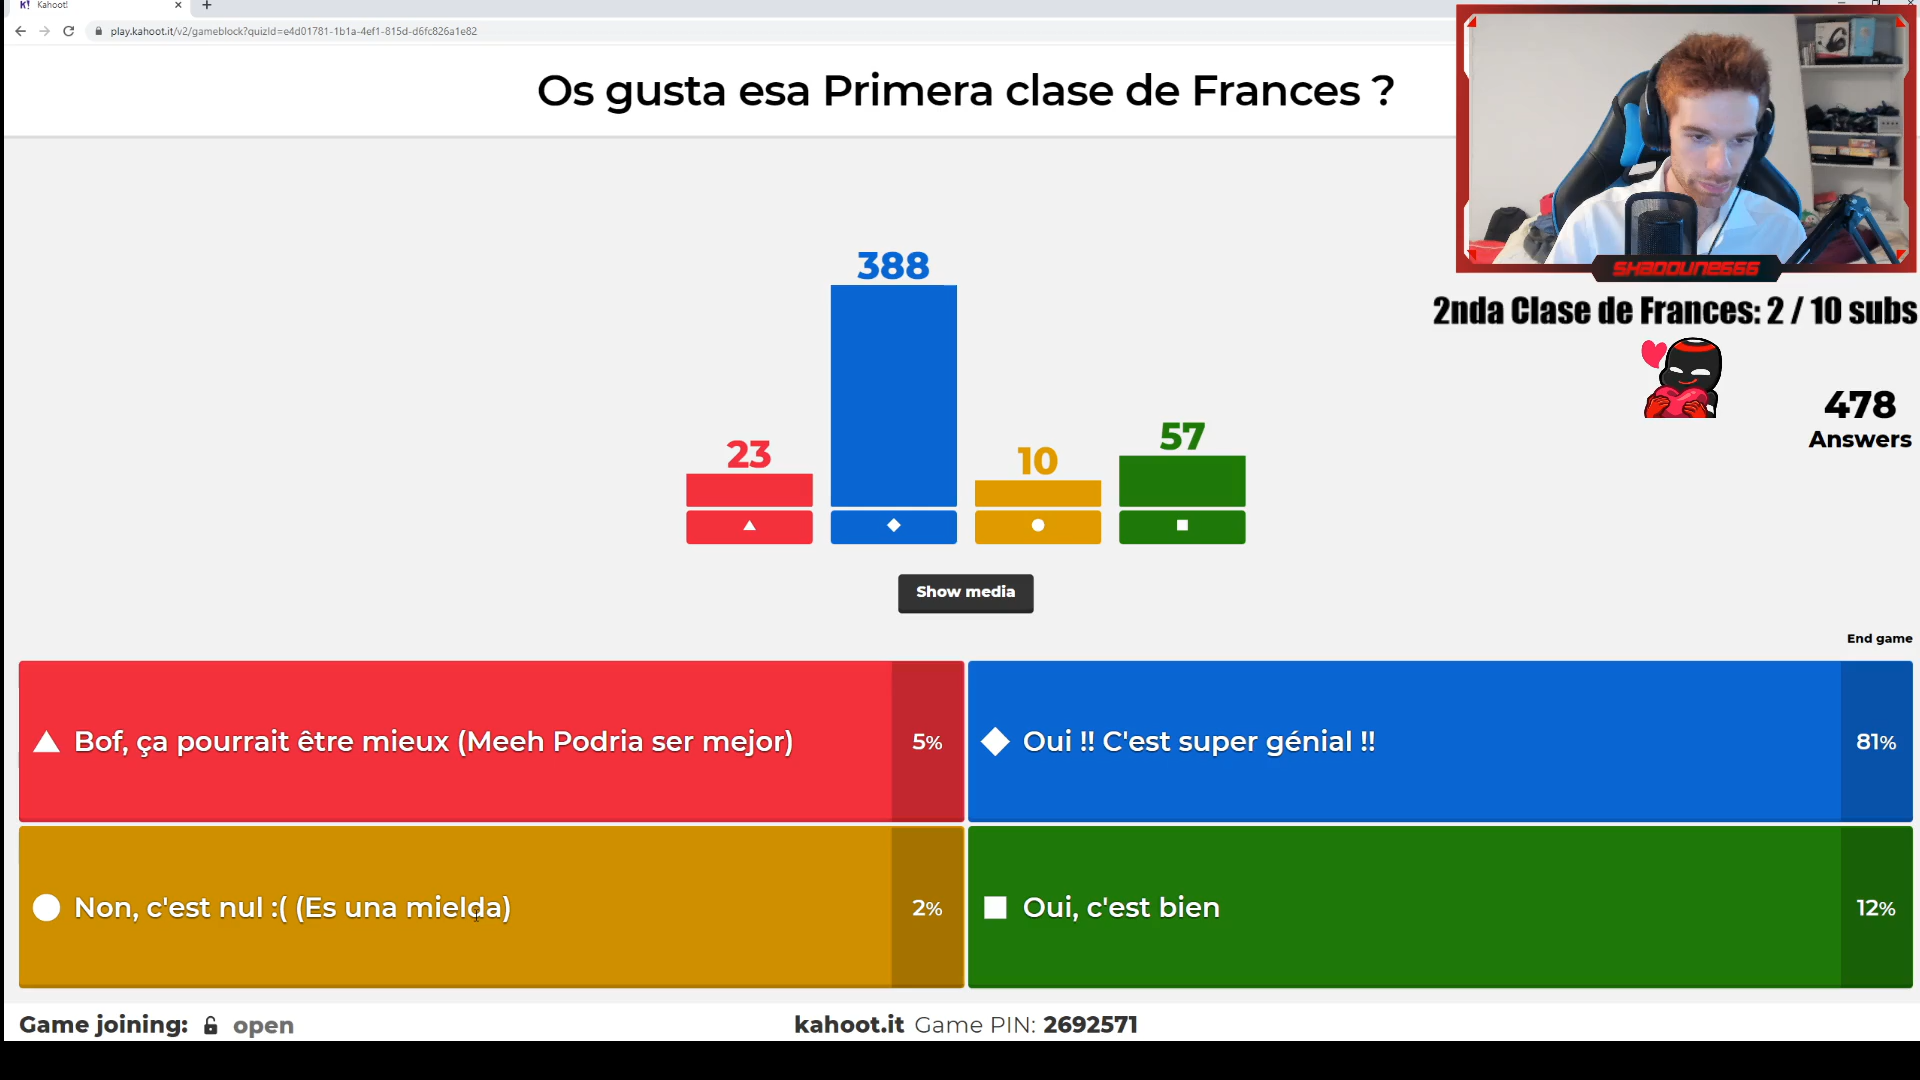 Kahoot!
play.kahoot.it/v2/gameblock?quizId=e4d01781-1b1a-4ef1-815d-d6fc826a1e82
Os gusta esa Primera clase de Frances ?
SHADOUNE666
2nda Clase de Frances: 2 / 10 subs
478
Answers
388
57
23
10
Show media
End game
Bof, ça pourrait être mieux (Meeh Podria ser mejor)
5%
Oui !! C'est super génial !!
81%
Non, c'est nul :( (Es una mielda)
2%
Oui, c'est bien
12%
Game joining: open
kahoot.it Game PIN: 2692571